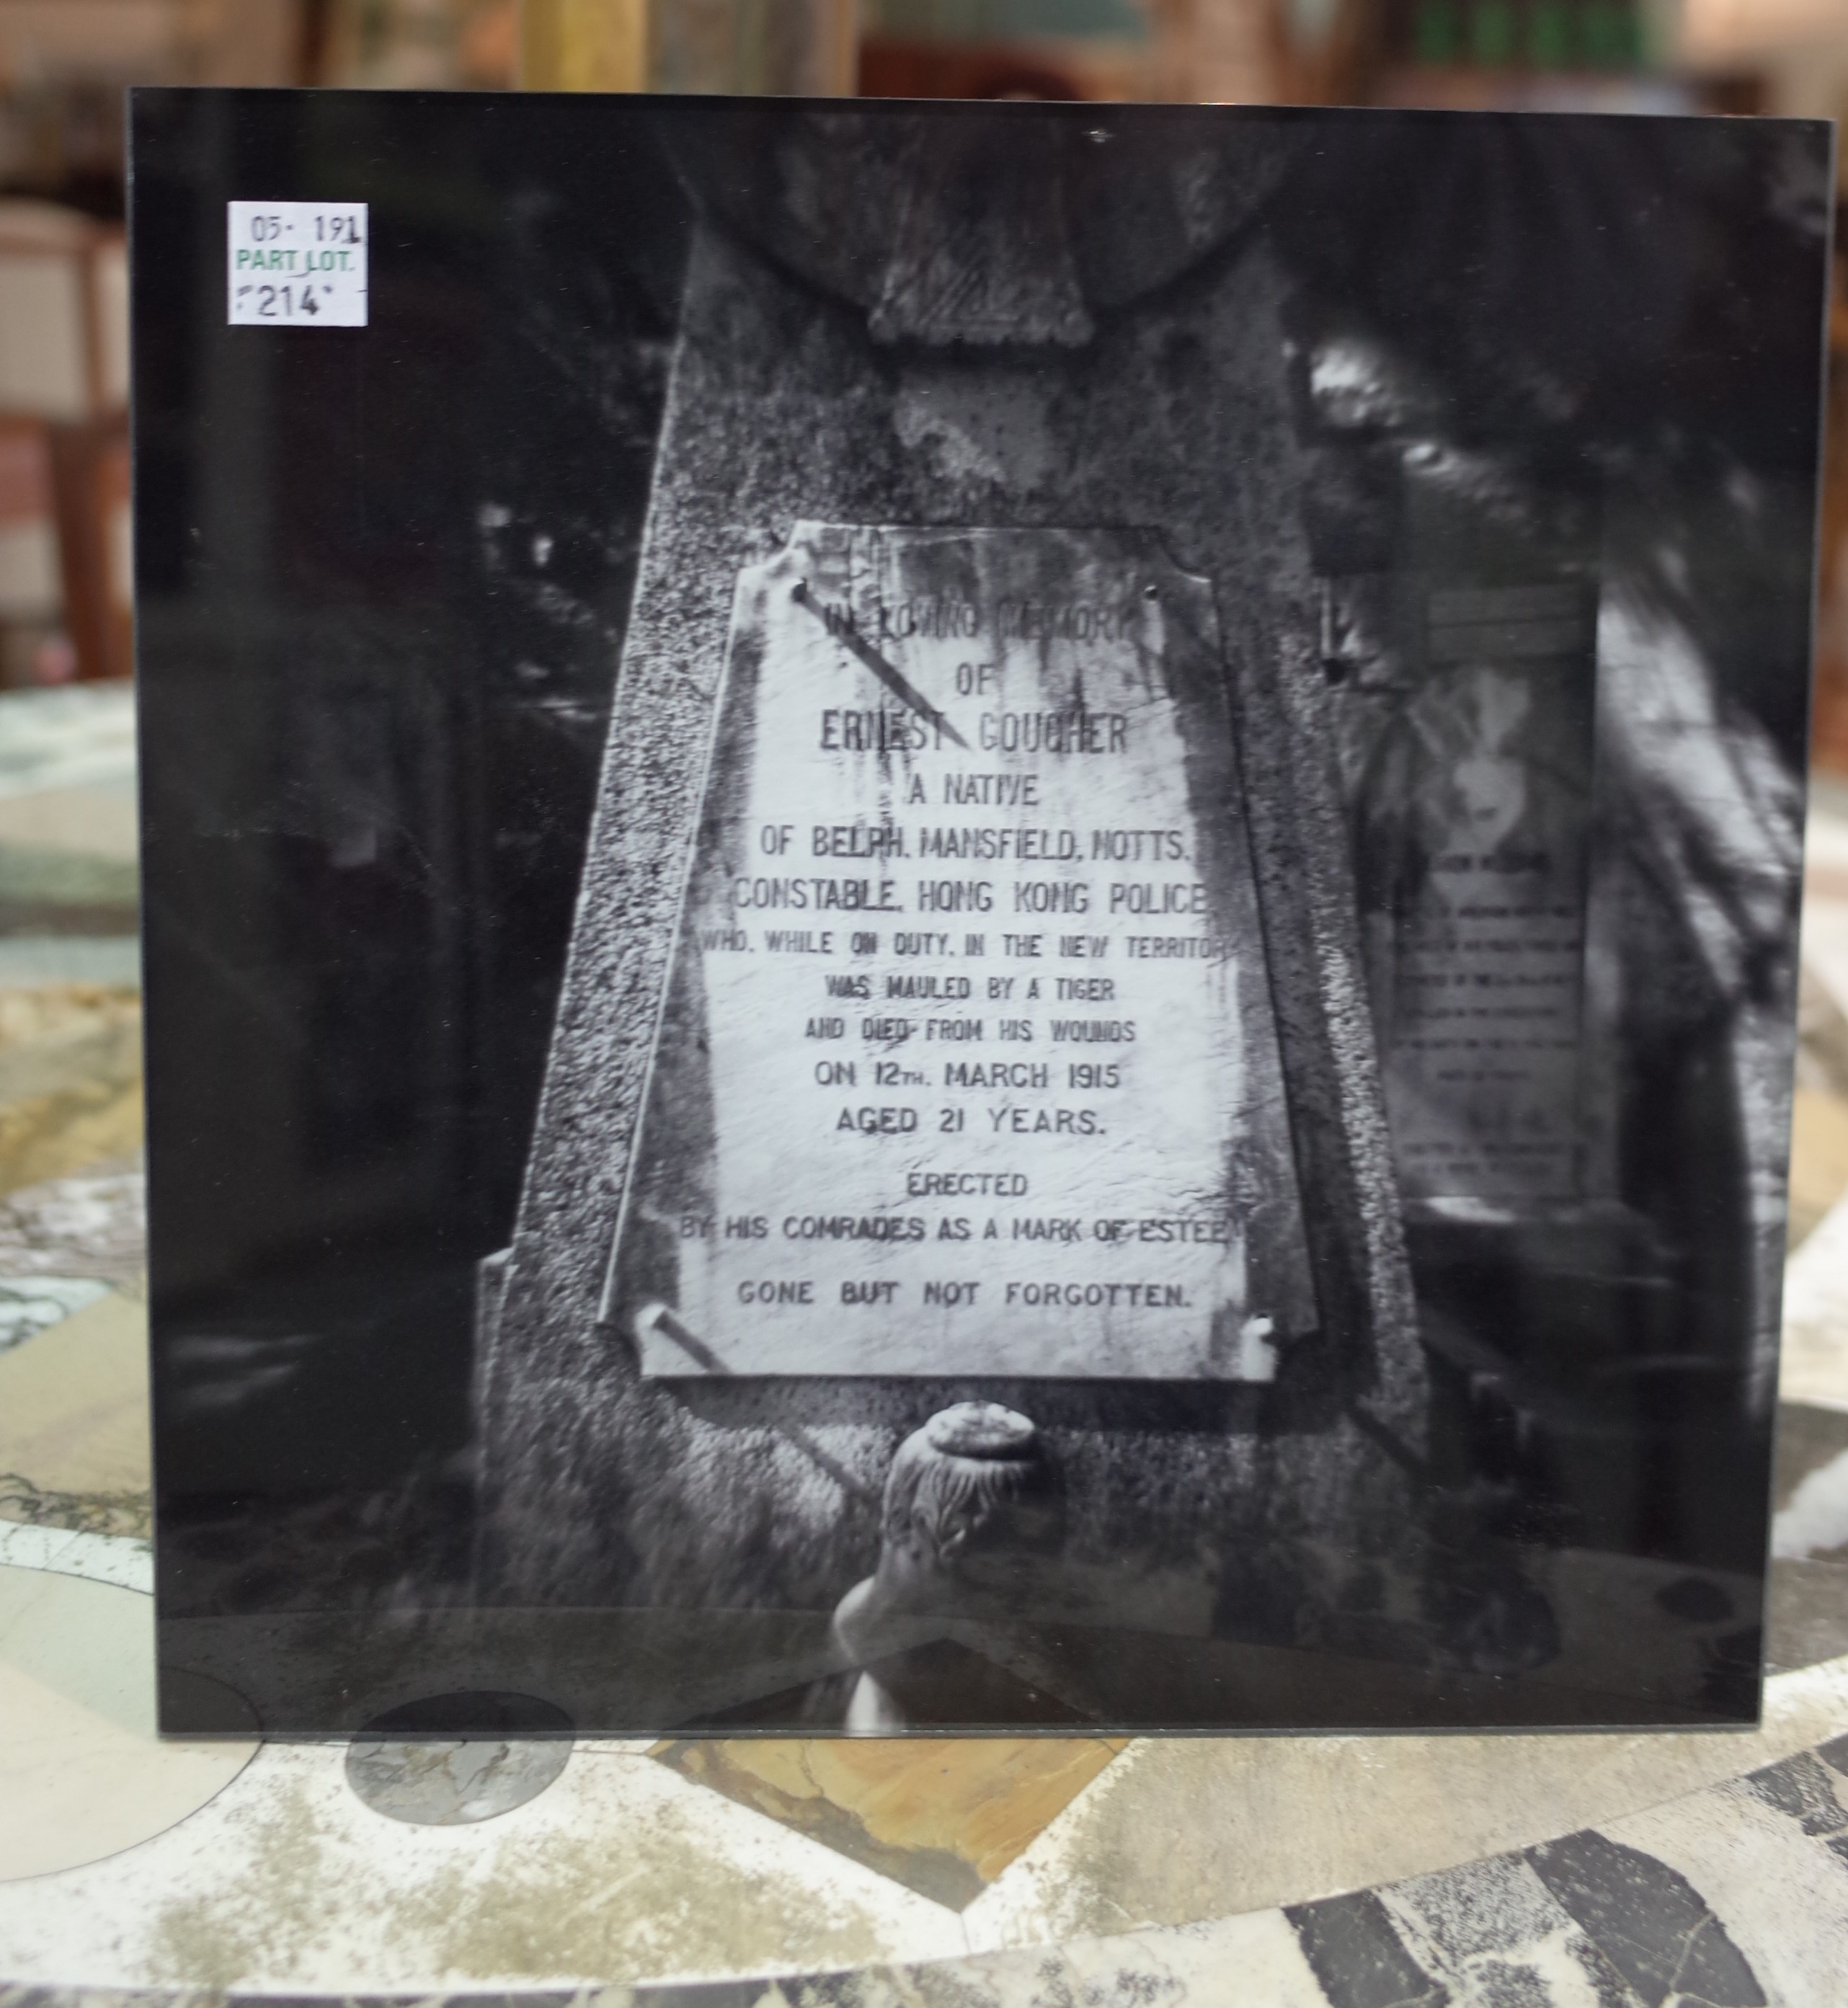 05- 191
PART LOT.
"214"
IN LOVING MEMORY
OF
ERNEST GOUCHER
A NATIVE
OF BELPH. MANSFIELD, NOTTS.
CONSTABLE, HONG KONG POLICE
WHO, WHILE ON DUTY, IN THE NEW TERRITOR
WAS MAULED BY A TIGER
AND DIED FROM HIS WOUNDS
ON 12TH. MARCH 1915
AGED 21 YEARS.
ERECTED
BY HIS COMRADES AS A MARK OF ESTEE
GONE BUT NOT FORGOTTEN.